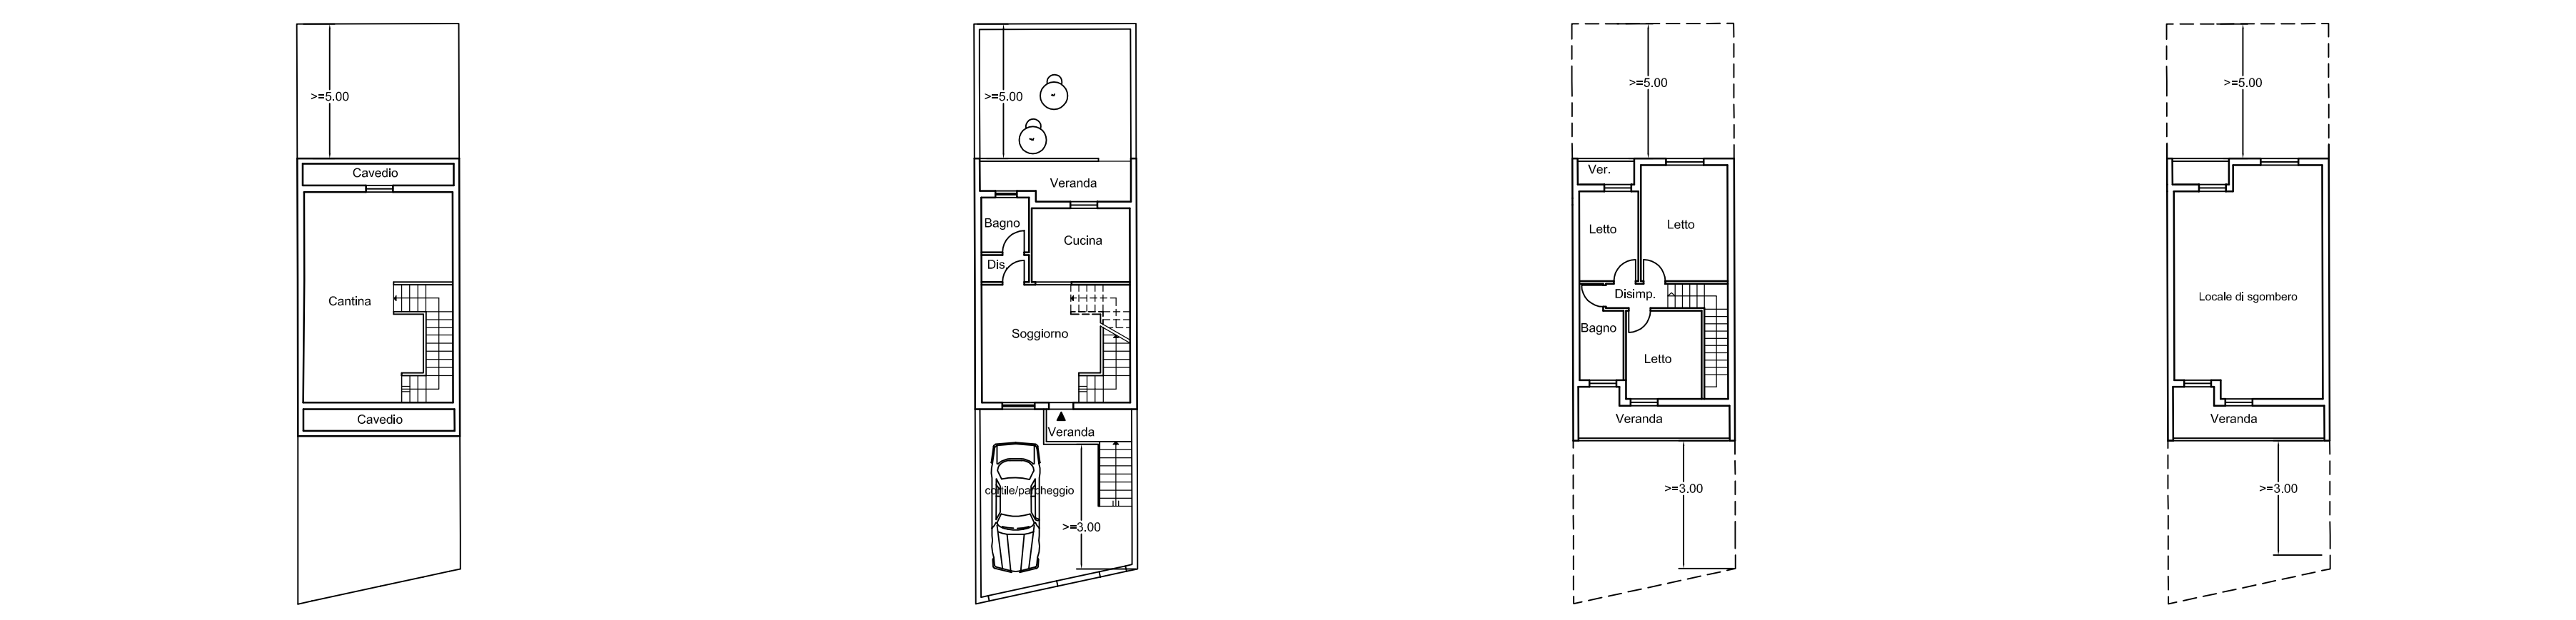 >=5.00
Cavedio
Cantina
Cavedio
>=5.00
Veranda
Bagno
Cucina
Dis.
Soggiorno
Veranda
cortile/parcheggio
>=3.00
>=5.00
Ver.
Letto
Letto
Disimp.
Bagno
Letto
Veranda
>=3.00
>=5.00
Locale di sgombero
Veranda
>=3.00